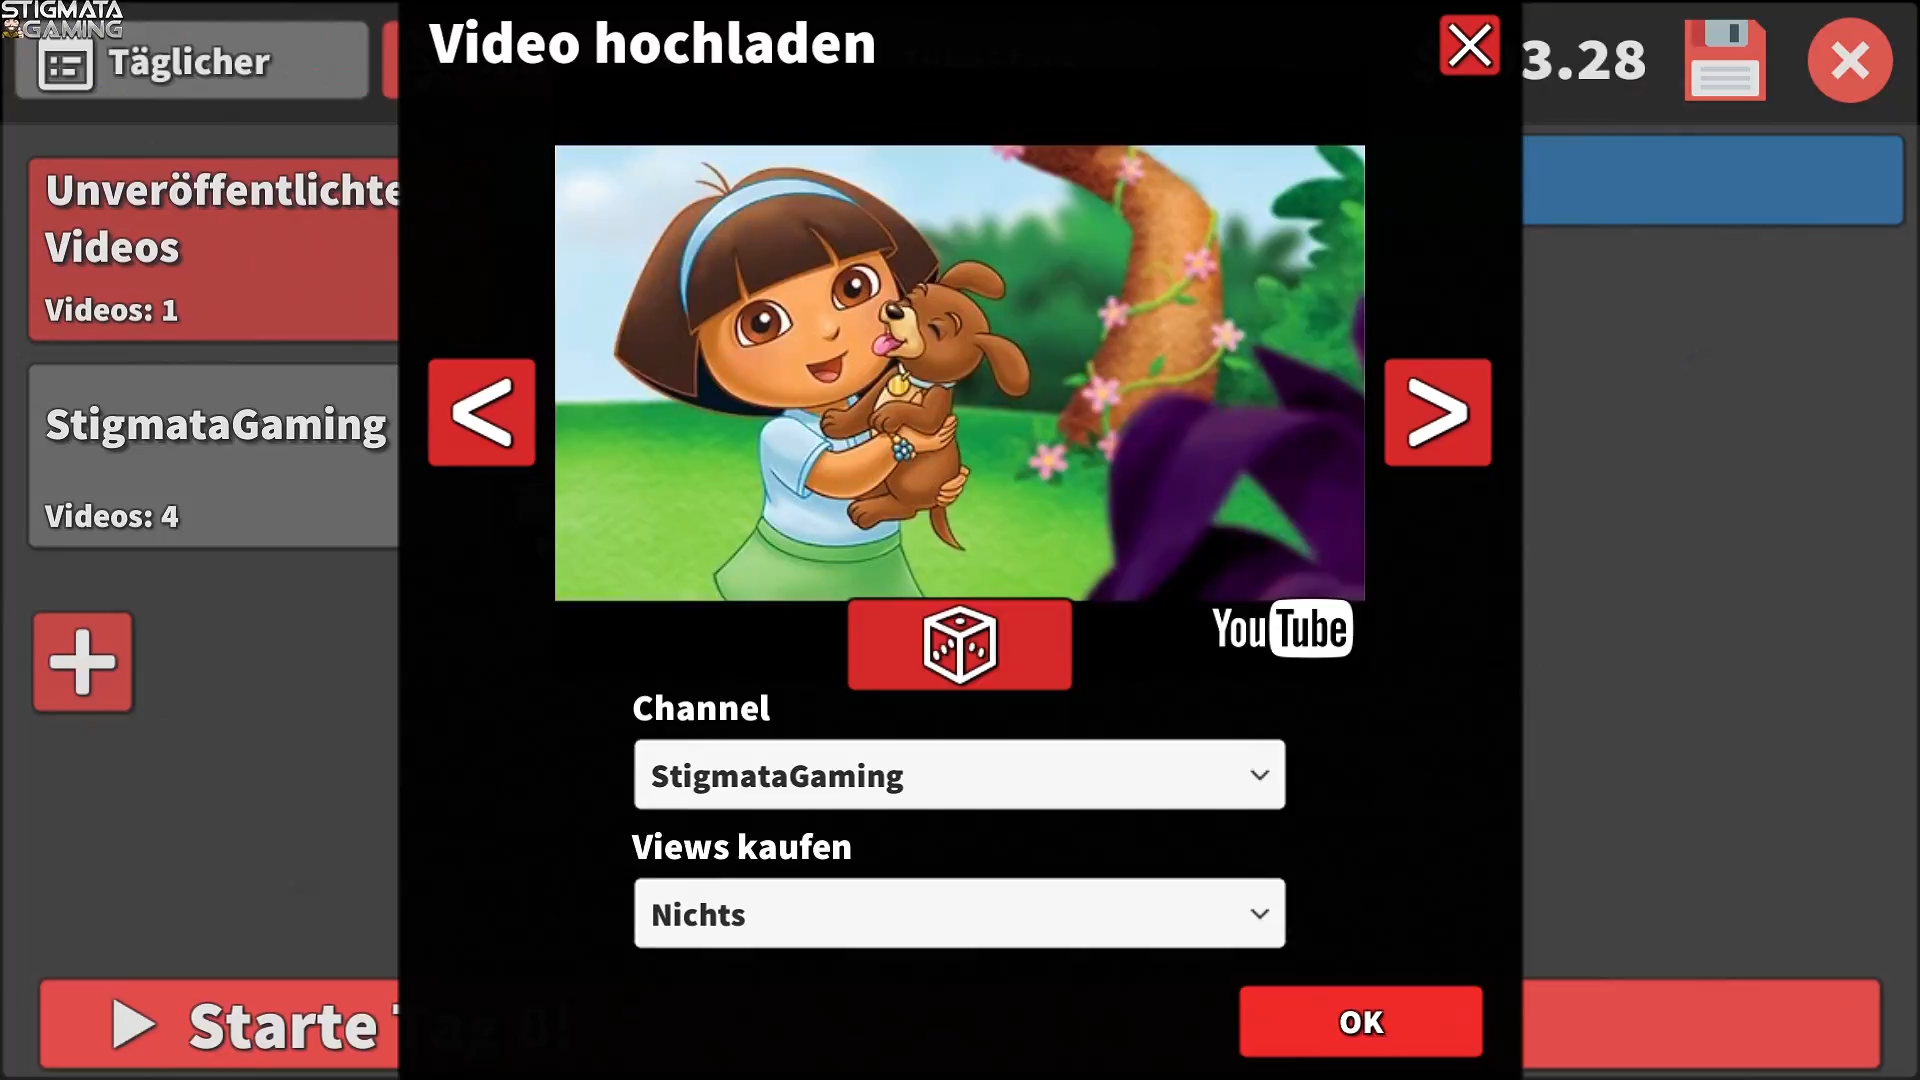 STIGMATA
GAMING
Täglicher
Video hochladen
3.28
Unveröffentlichte
Videos
Videos: 1
StigmataGaming
Videos: 4
<
>
YouTube
Channel
StigmataGaming
Views kaufen
Nichts
Starte
OK